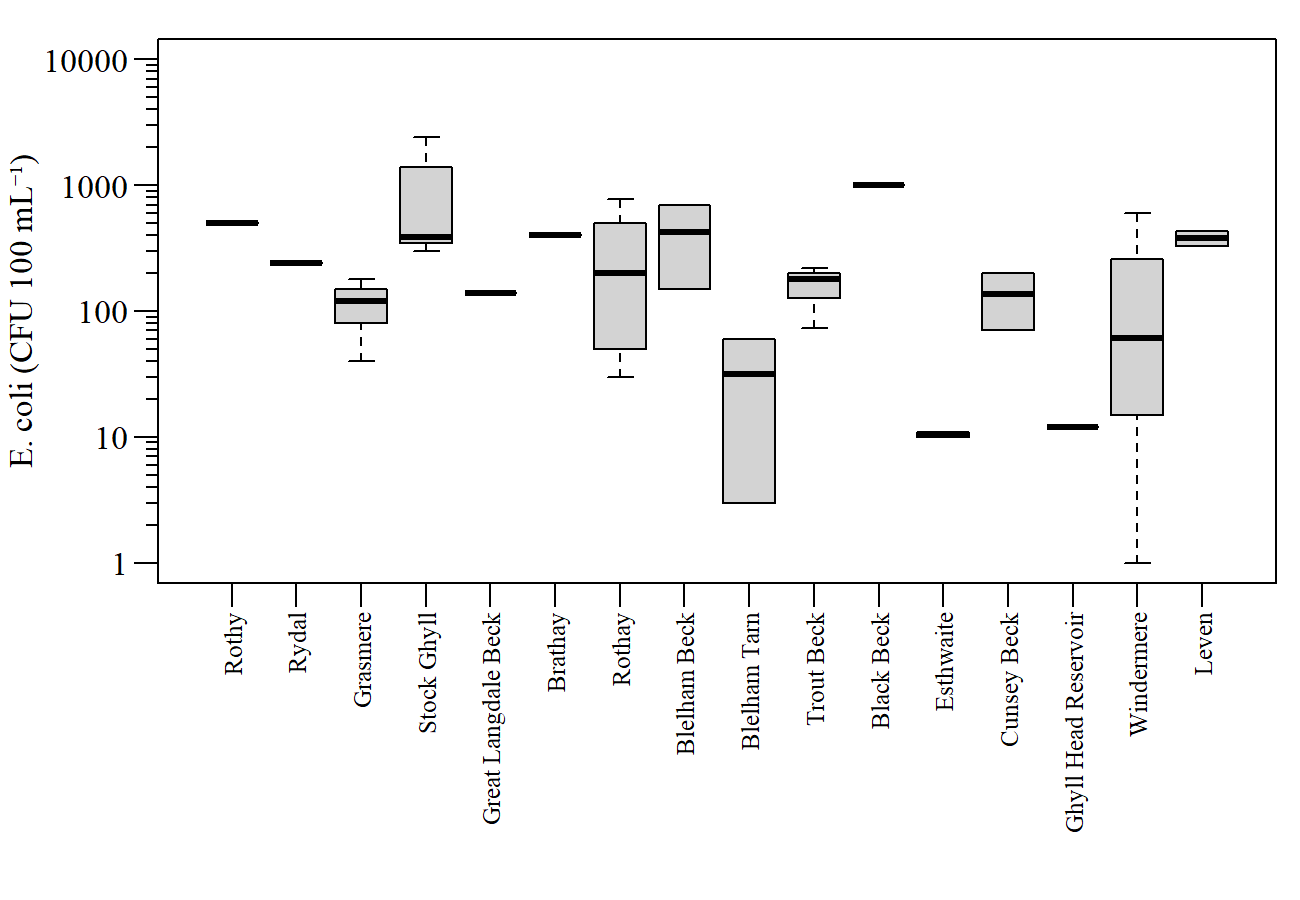 E. coli (CFU 100 mL⁻¹)
10000
1000
100
10
1
Rothy
Rydal
Grasmere
Stock Ghyll
Great Langdale Beck
Brathay
Rothay
Blelham Beck
Blelham Tarn
Trout Beck
Black Beck
Esthwaite
Cunsey Beck
Ghyll Head Reservoir
Windermere
Leven